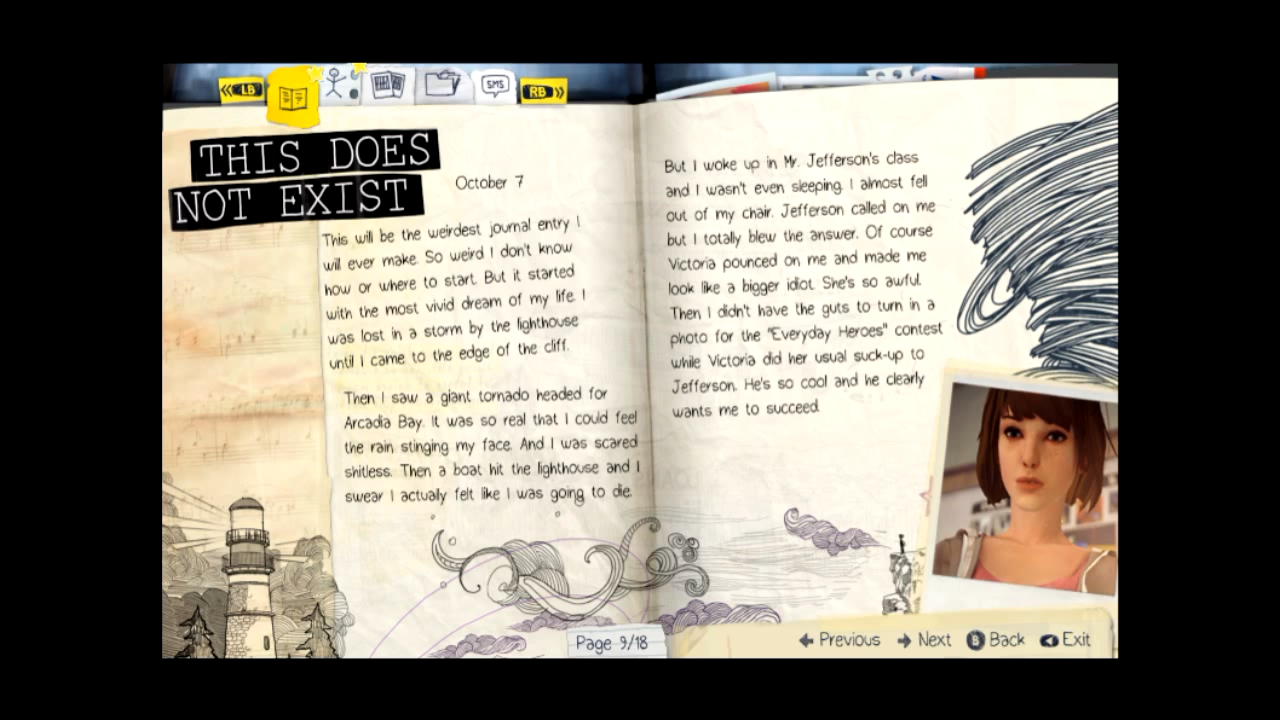 LB
SMS
RB
THIS DOES
NOT EXIST
October 7
This will be the weirdest journal entry I
will ever make. So weird I don't know
how or where to start. But it started
with the most vivid dream of my life. I
was lost in a storm by the lighthouse
until I came to the edge of the cliff.
Then I saw a giant tornado headed for
Arcadia Bay. It was so real that I could feel
the rain stinging my face. And I was scared
shitless. Then a boat hit the lighthouse and I
swear I actually felt like I was going to die.
But I woke up in Mr. Jefferson's class
and I wasn't even sleeping. I almost fell
out of my chair. Jefferson called on me
but I totally blew the answer. Of course
Victoria pounced on me and made me
look like a bigger idiot. She's so awful.
Then I didn't have the guts to turn in a
photo for the "Everyday Heroes" contest
while Victoria did her usual suck-up to
Jefferson. He's so cool and he clearly
wants me to succeed.
Page 9/18
Previous
Next
B Back
Exit